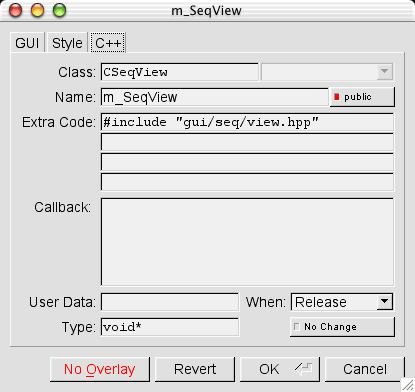 m_SeqView
GUI Style C++
Class: CSeqView
Name: m_SeqView public
Extra Code: #include "gui/seq/view.hpp"
Callback:
User Data: When: Release
Type: void* No Change
No Overlay Revert OK Cancel